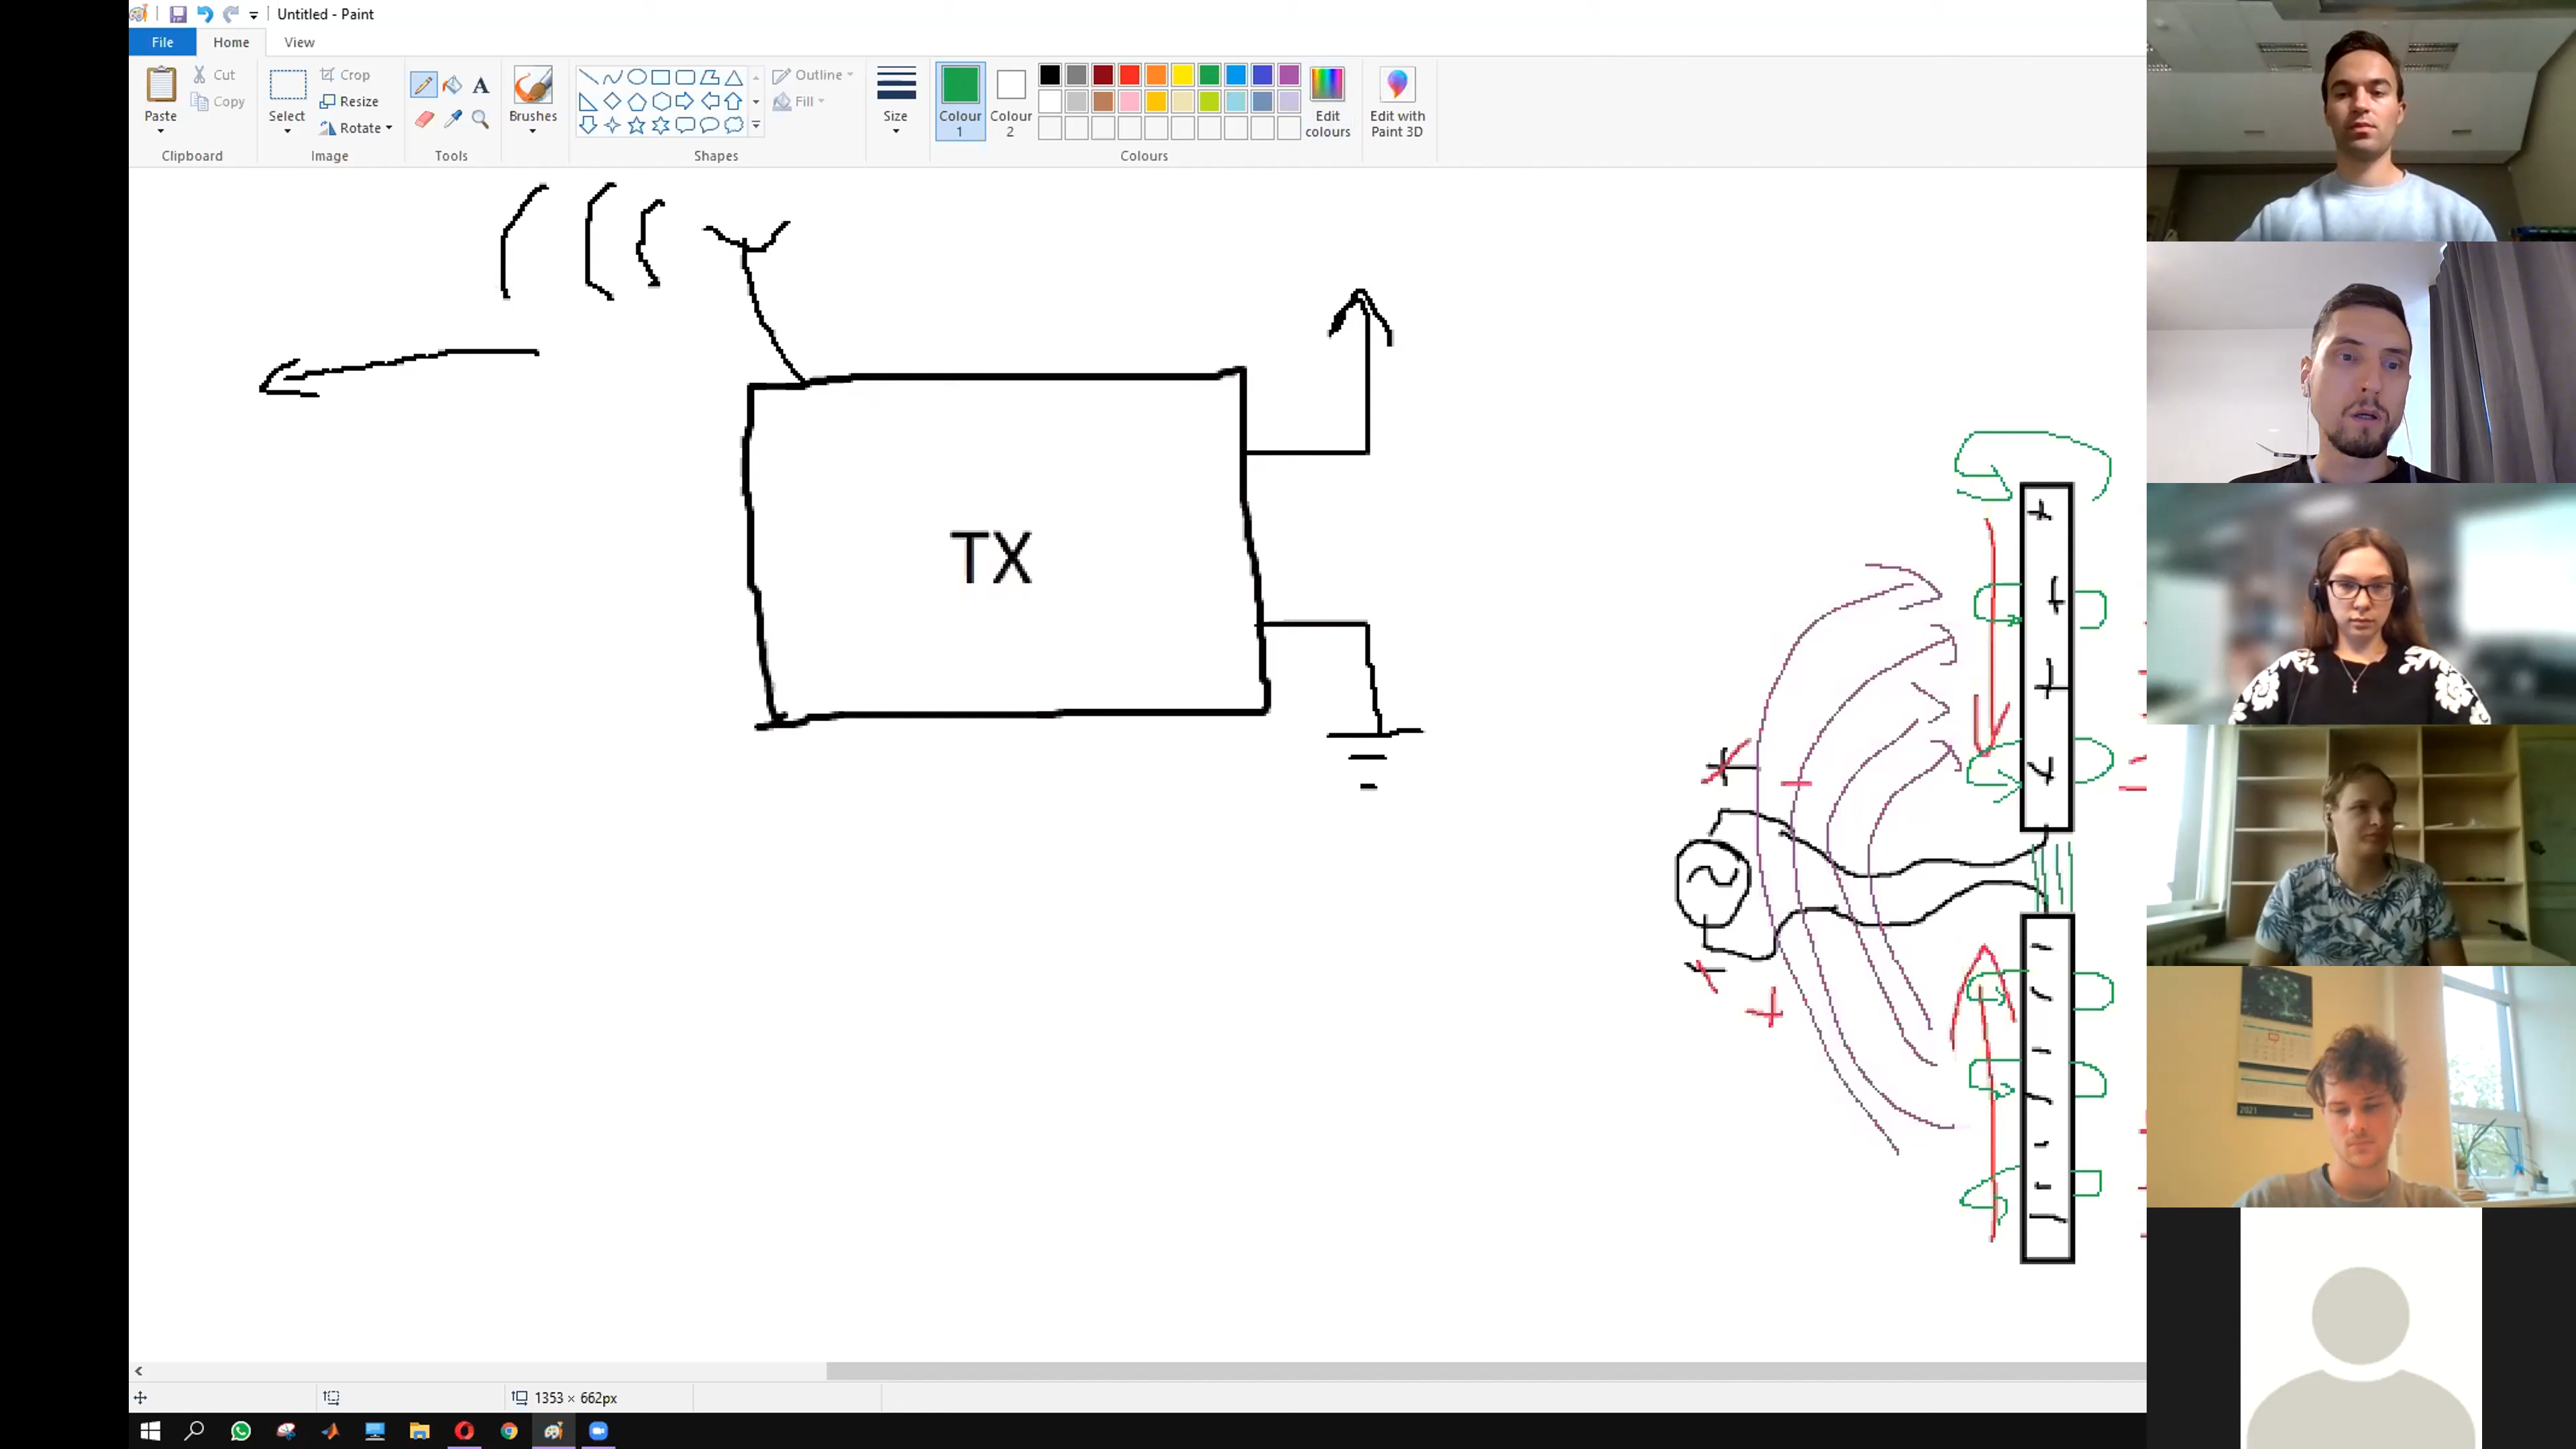 Untitled - Paint
File Home View
Paste
Cut
Copy
Clipboard
Select
Crop
Resize
Rotate
Image
A
Tools
Brushes
Outline
Fill
Shapes
Size
Colour 1
Colour 2
Edit colours
Colours
Edit with Paint 3D
TX
+
+
+
+
+
-
-
-
-
-
-
-
1353 × 662px
2021